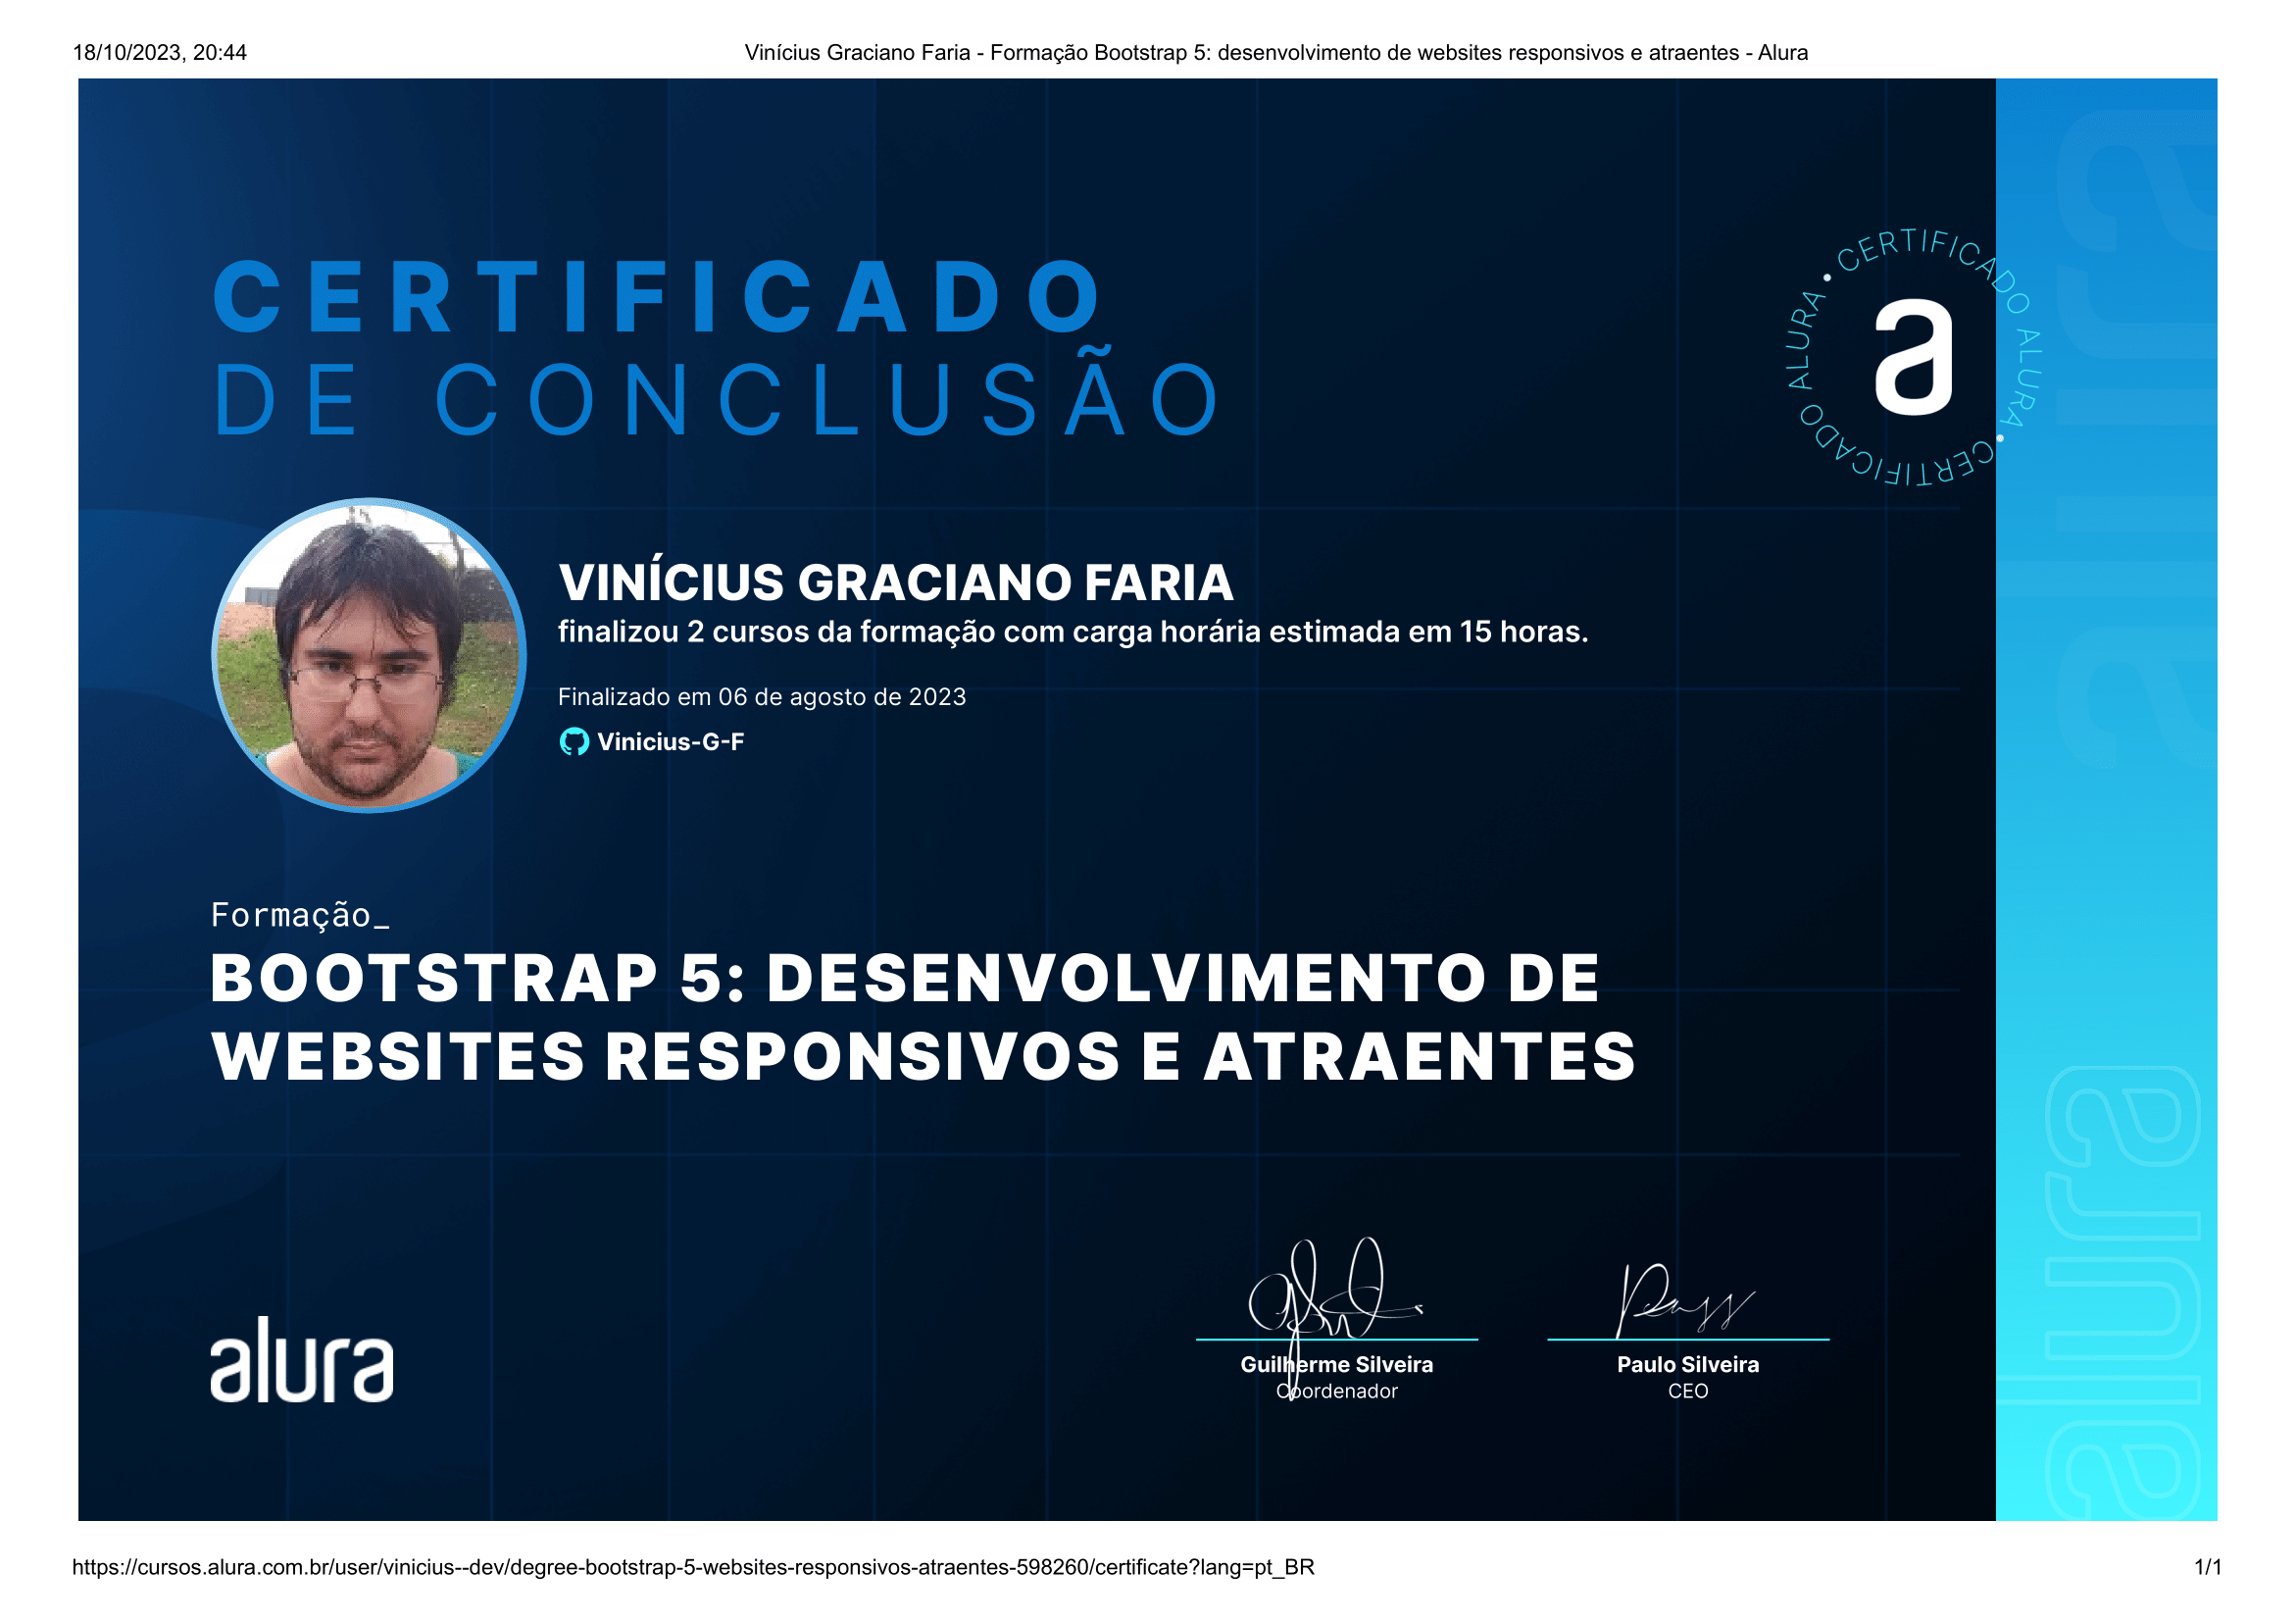 18/10/2023, 20:44
Vinícius Graciano Faria - Formação Bootstrap 5: desenvolvimento de websites responsivos e atraentes - Alura
CERTIFICADO
DE CONCLUSÃO
• CERTIFICADO ALURA • CERTIFICADO ALURA
a
VINÍCIUS GRACIANO FARIA
finalizou 2 cursos da formação com carga horária estimada em 15 horas.
Finalizado em 06 de agosto de 2023
Vinicius-G-F
Formação_
BOOTSTRAP 5: DESENVOLVIMENTO DE
WEBSITES RESPONSIVOS E ATRAENTES
alura
Guilherme Silveira
Coordenador
Paulo Silveira
CEO
alura
alura
https://cursos.alura.com.br/user/vinicius--dev/degree-bootstrap-5-websites-responsivos-atraentes-598260/certificate?lang=pt_BR
1/1